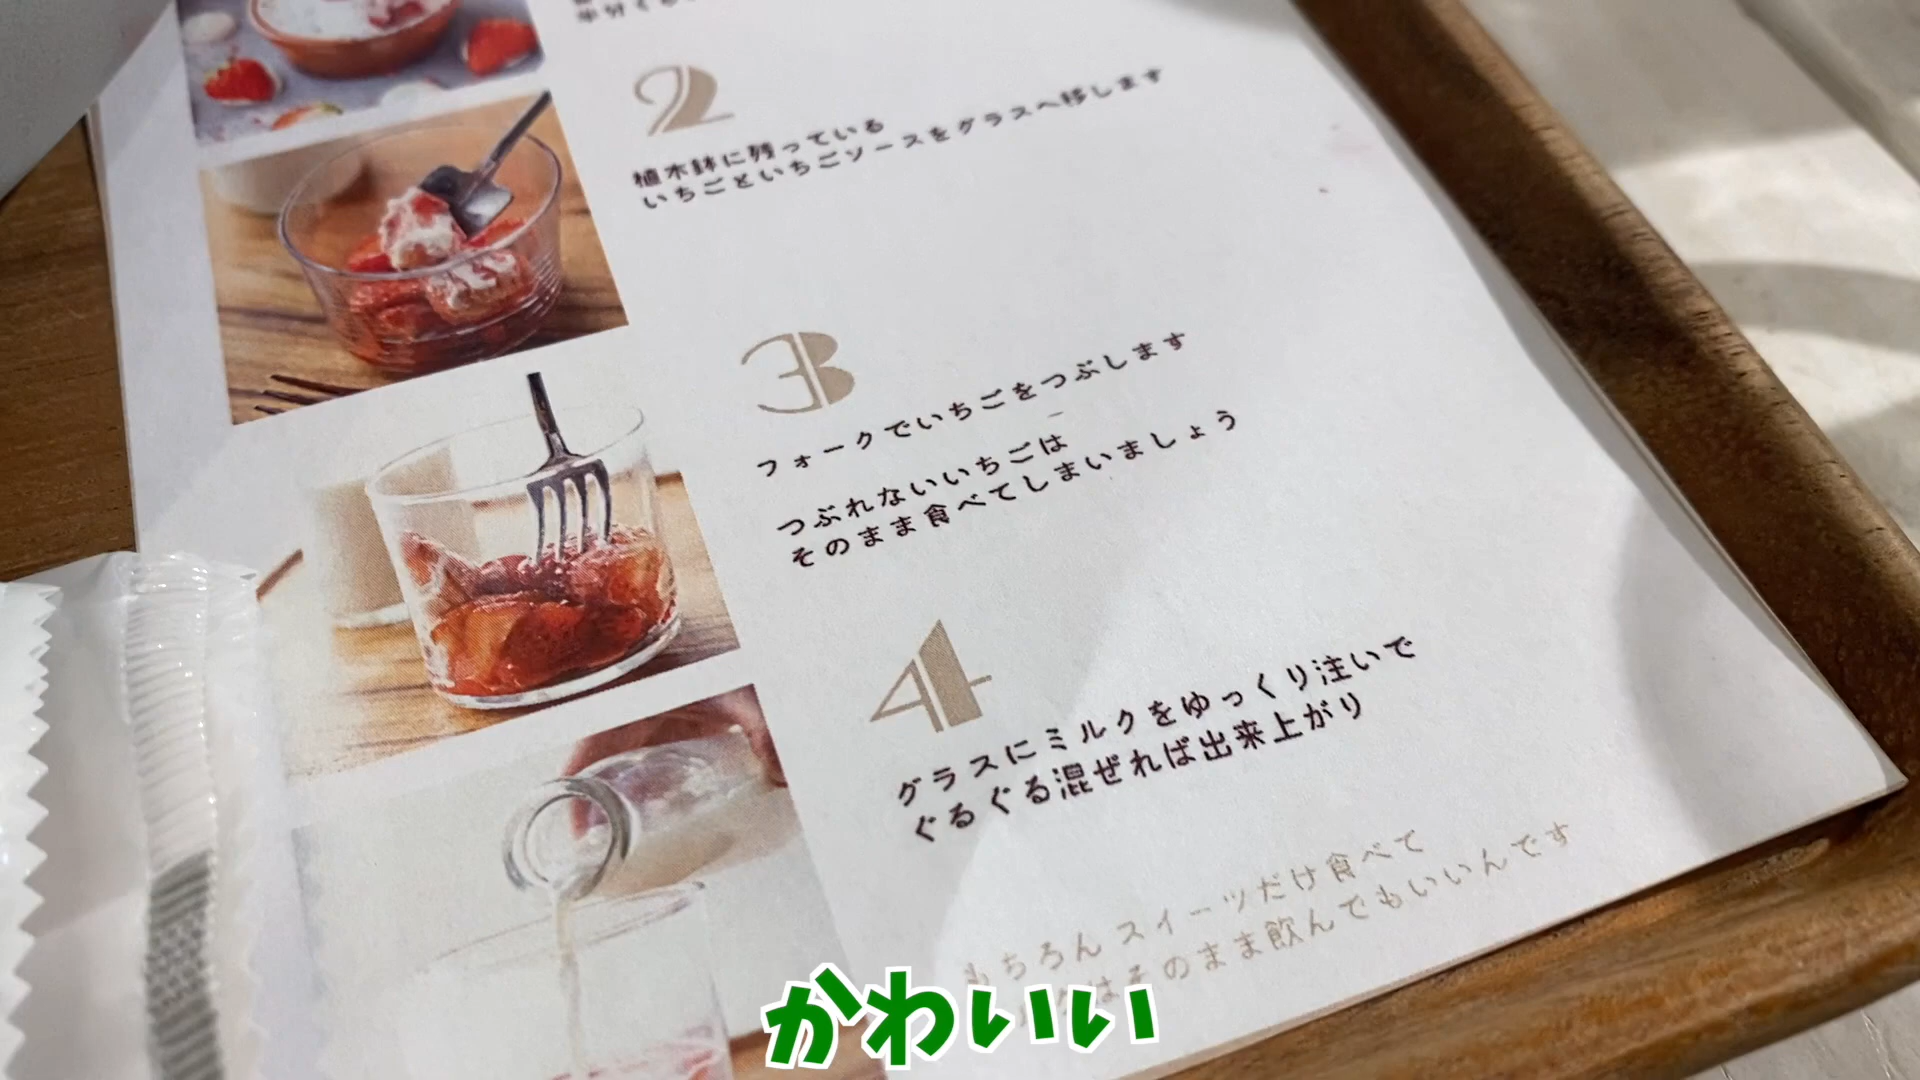 半分くら
2
植木鉢に残っている
いちごといちごソースをグラスへ移します
3
フォークでいちごをつぶします
つぶれないいちごは
そのまま食べてしまいましょう
4
グラスにミルクをゆっくり注いで
ぐるぐる混ぜれば出来上がり
もちろん スイーツだけ食べて
はそのまま飲んでもいいんです
かわいい